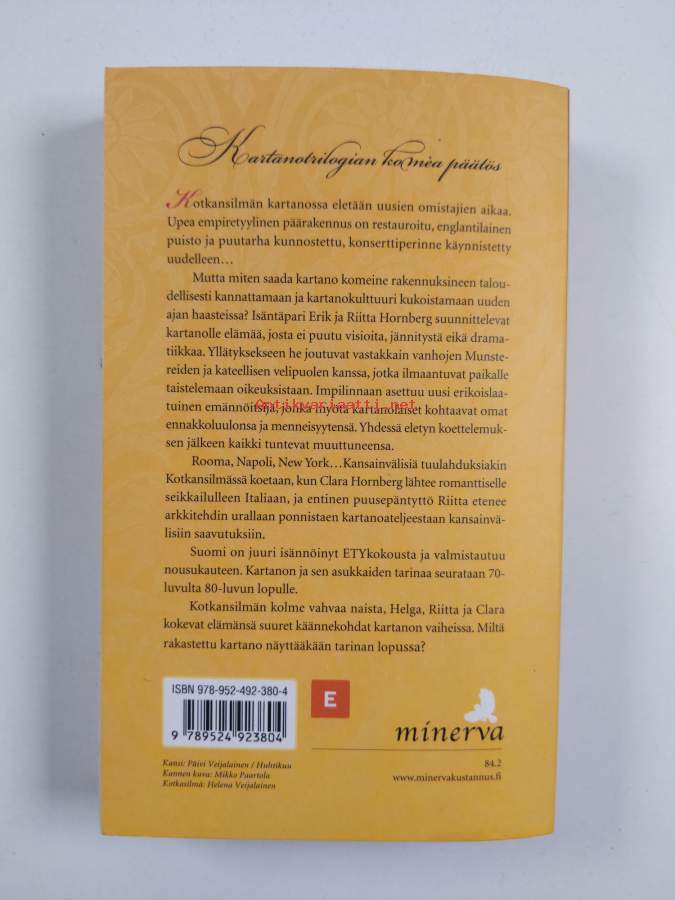 Kartanotrilogian komea päätös
Kotkansilmän kartanossa eletään uusien omistajien aikaa.
Upea empiretyylinen päärakennus on restauroitu, englantilainen
puisto ja puutarha kunnostettu, konserttiperinne käynnistetty
uudelleen…
Mutta miten saada kartano komeine rakennuksineen talou-
dellisesti kannattamaan ja kartanokulttuuri kukoistamaan uuden
ajan haasteissa? Isäntäpari Erik ja Riitta Hornberg suunnittelevat
kartanolle elämää, josta ei puutu visioita, jännitystä eikä drama-
tiikkaa. Yllätyksekseen he joutuvat vastakkain vanhojen Munste-
reiden ja kateellisen velipuolen kanssa, jotka ilmaantuvat paikalle
taistelemaan oikeuksistaan. Impilinnaan asettuu uusi erikoislaa-
Antikvariaatti.net
tuinen emännöitsijä, jonka myötä kartanolaiset kohtaavat omat
ennakkoluulonsa ja menneisyytensä. Yhdessä eletyn koettelemuk-
sen jälkeen kaikki tuntevat muuttuneensa.
Rooma, Napoli, New York…Kansainvälisiä tuulahduksiakin
Kotkansilmässä koetaan, kun Clara Hornberg lähtee romanttiselle
seikkailulleen Italiaan, ja entinen puusepäntyttö Riitta etenee
arkkitehdin urallaan ponnistaen kartanoateljeestaan kansainvä-
lisiin saavutuksiin.
Suomi on juuri isännöinyt ETYkokousta ja valmistautuu
nousukauteen. Kartanon ja sen asukkaiden tarinaa seurataan 70-
luvulta 80-luvun lopulle.
Kotkansilmän kolme vahvaa naista, Helga, Riitta ja Clara
kokevat elämänsä suuret käännekohdat kartanon vaiheissa. Miltä
rakastettu kartano näyttääkään tarinan lopussa?
ISBN 978-952-492-380-4
E
9 789524 923804
minerva
Kansi: Päivi Veijalainen / Huhtikuu
Kannen kuva: Mikko Paartola
Kotkasilmä: Helena Veijalainen
84.2
www.minervakustannus.fi